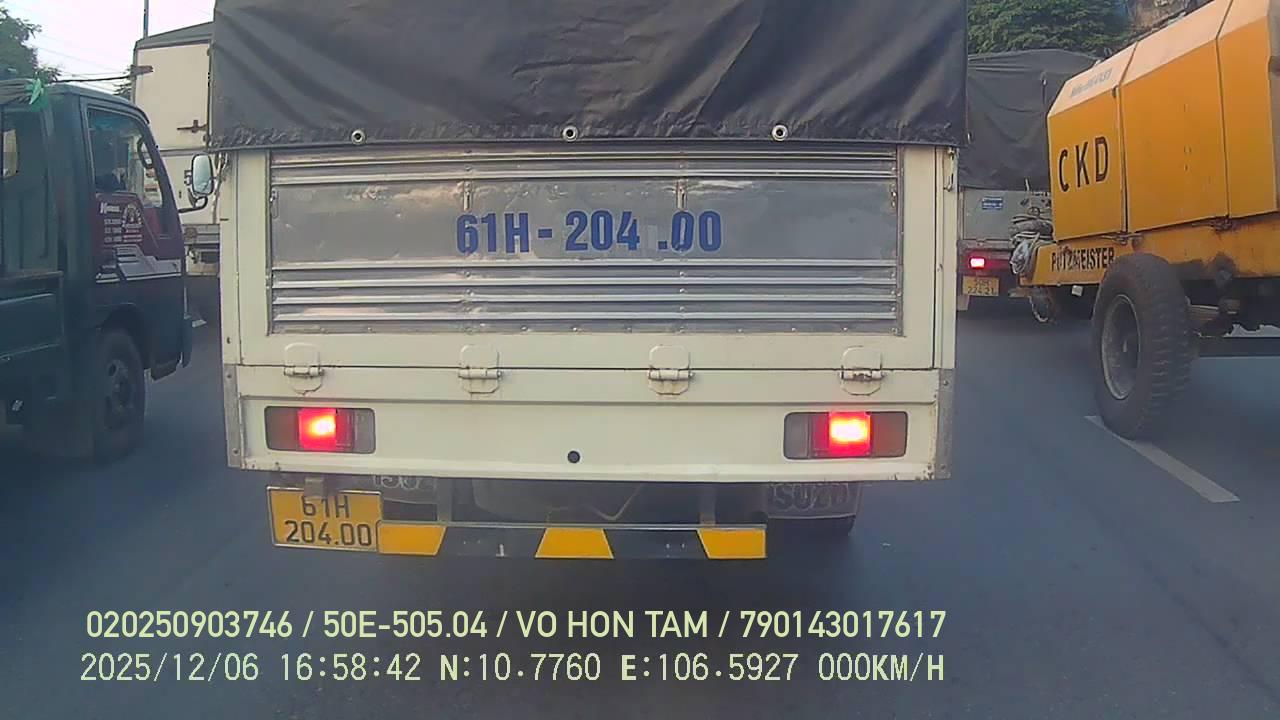 61H-204.00
CKD
PUTZMEISTER
61H
204.00
ISUZU
020250903746 / 50E-505.04 / VO HON TAM / 790143017617
2025/12/06 16:58:42 N:10.7760 E:106.5927 000KM/H